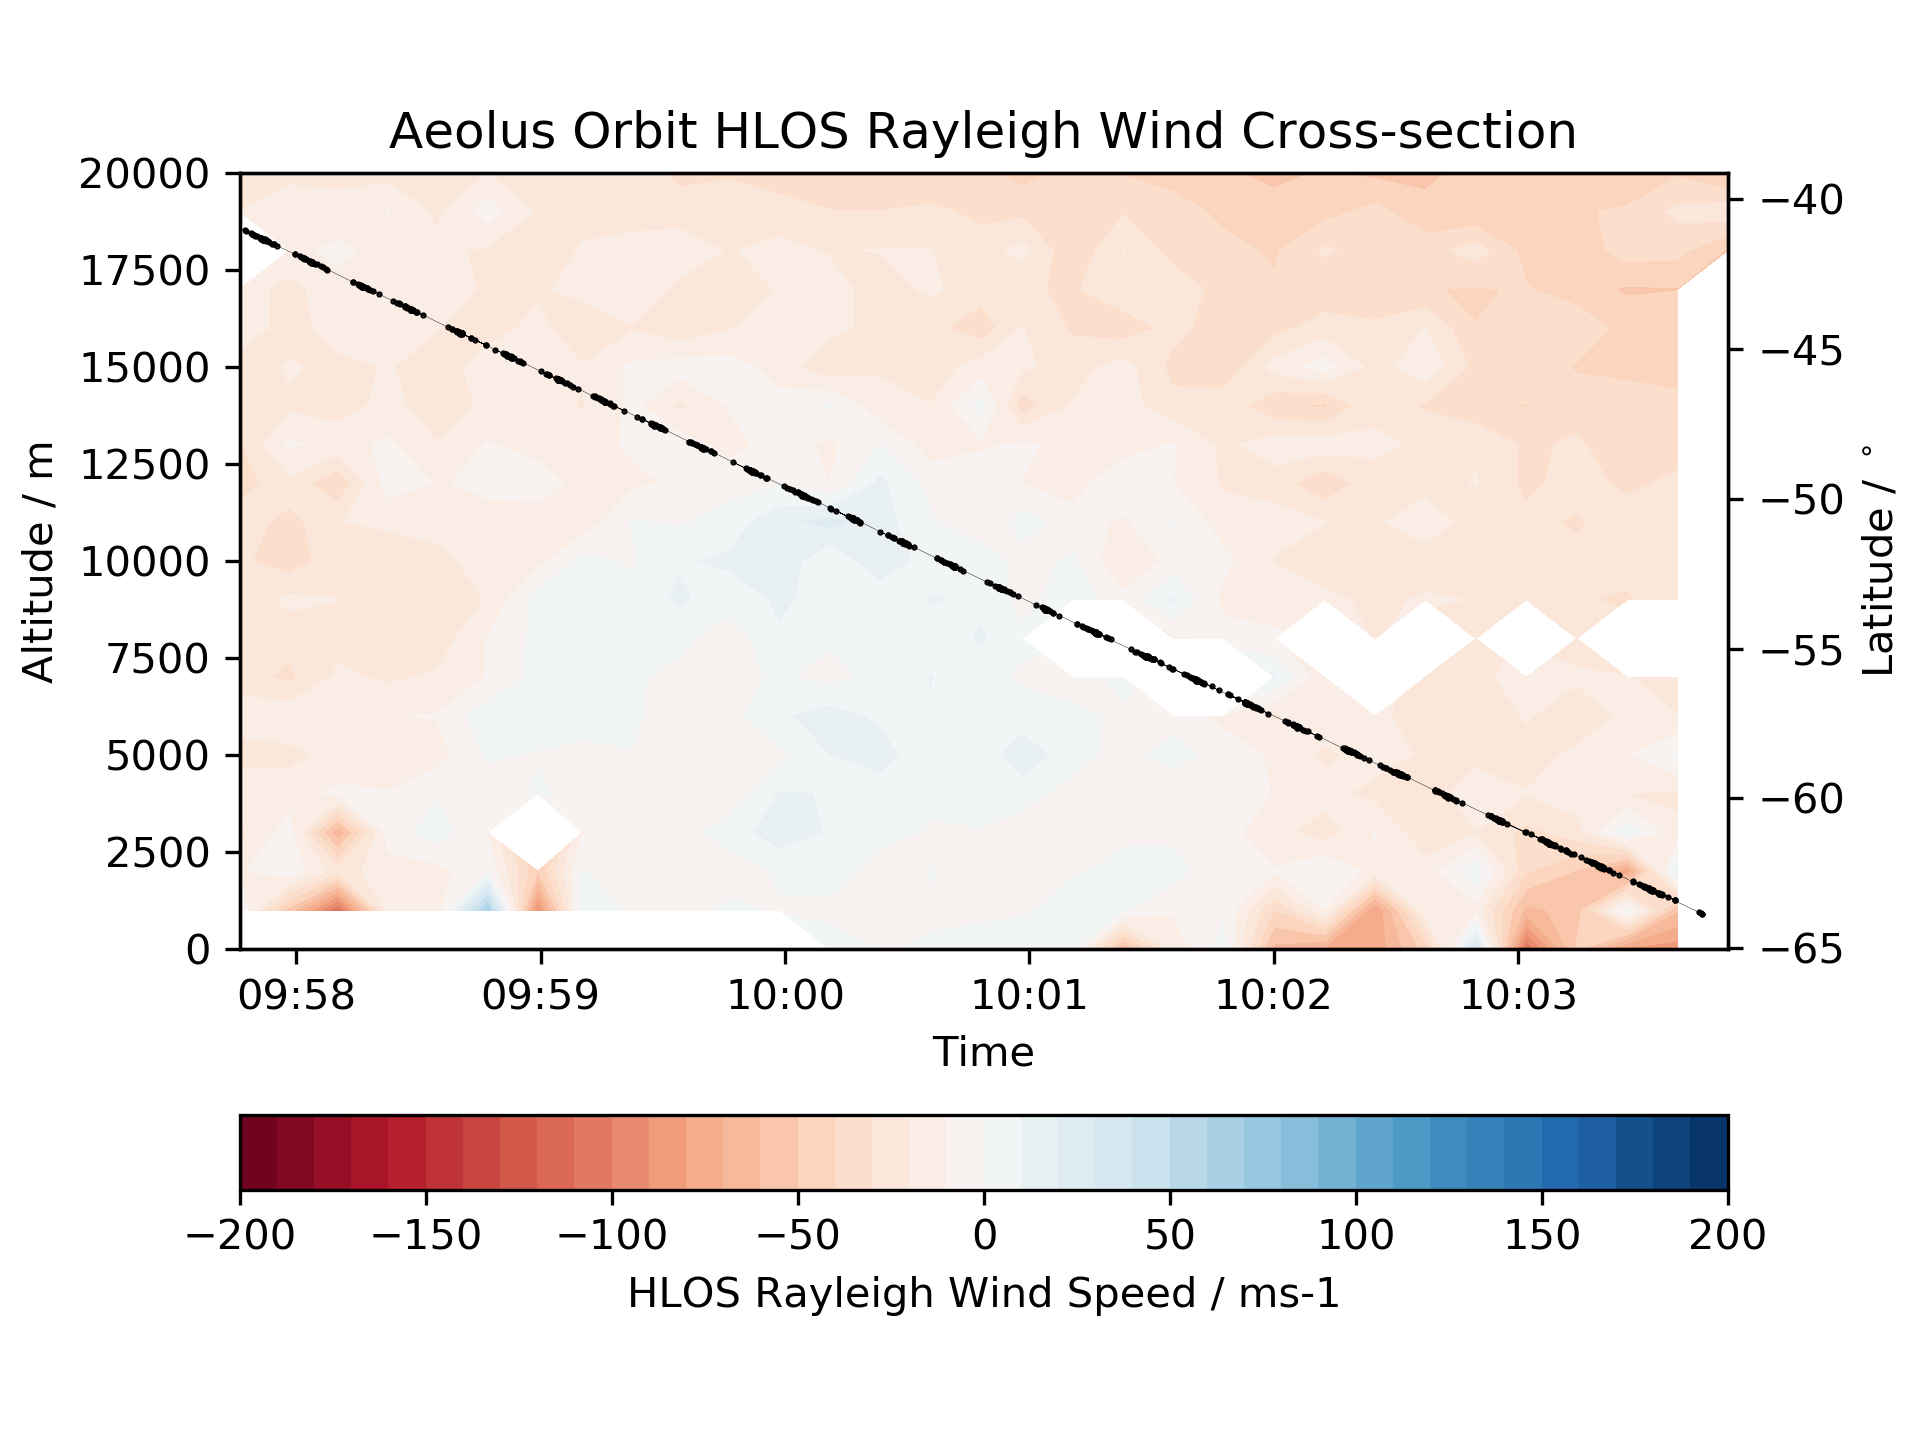 Aeolus Orbit HLOS Rayleigh Wind Cross-section
20000
17500
15000
12500
10000
7500
5000
2500
0
Altitude / m
−40
−45
−50
−55
−60
−65
Latitude / °
09:58 09:59 10:00 10:01 10:02 10:03
Time
−200 −150 −100 −50 0 50 100 150 200
HLOS Rayleigh Wind Speed / ms-1